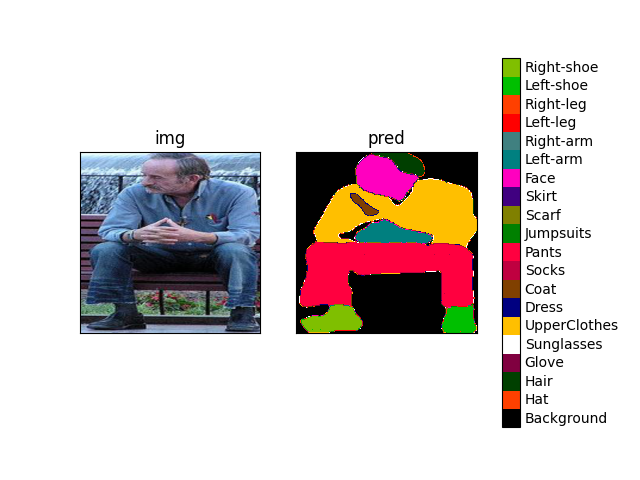 img
pred
Right-shoe
Left-shoe
Right-leg
Left-leg
Right-arm
Left-arm
Face
Skirt
Scarf
Jumpsuits
Pants
Socks
Coat
Dress
UpperClothes
Sunglasses
Glove
Hair
Hat
Background